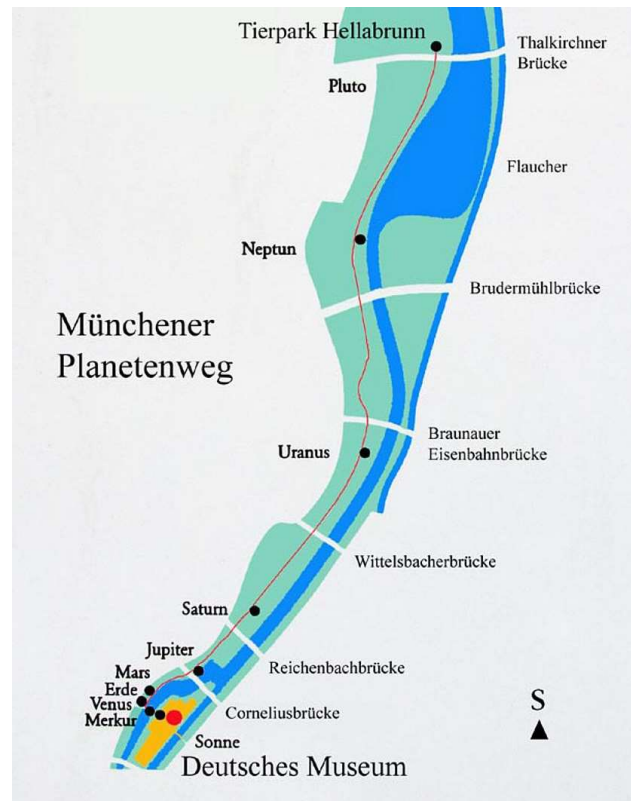 Tierpark Hellabrunn
Thalkirchner
Brücke
Pluto
Flaucher
Neptun
Brudermühlbrücke
Münchener
Planetenweg
Braunauer
Eisenbahnbrücke
Uranus
Wittelsbacherbrücke
Saturn
Jupiter
Reichenbachbrücke
Mars
Erde
Venus
Merkur
Corneliusbrücke
S
Sonne
Deutsches Museum